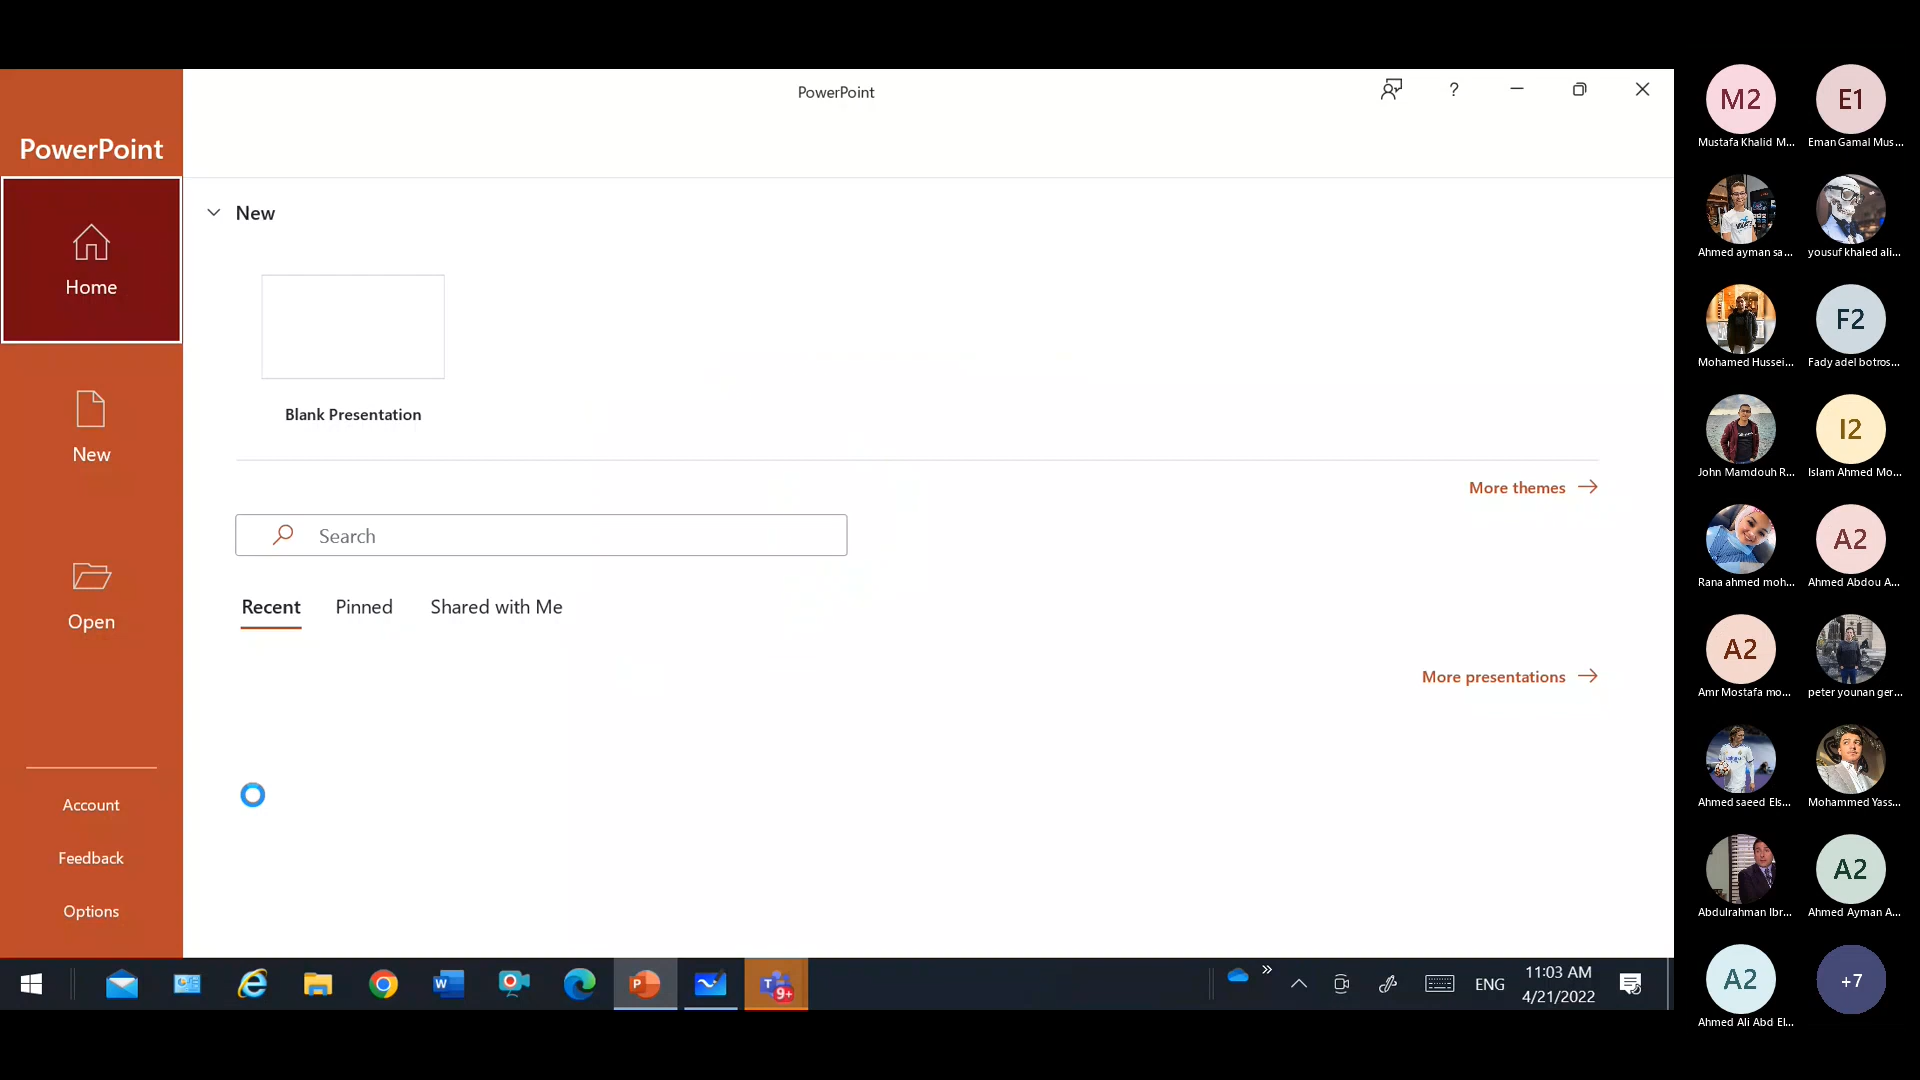 PowerPoint
PowerPoint
Home
New
Open
Account
Feedback
Options
New
Blank Presentation
More themes
Search
Recent Pinned Shared with Me
More presentations
ENG
11:03 AM
4/21/2022
9+
M2 E1
Mustafa Khalid M... Eman Gamal Mus...
Ahmed ayman sa... yousuf khaled ali...
F2
Mohamed Hussei... Fady adel botros...
I2
John Mamdouh R... Islam Ahmed Mo...
A2
Rana ahmed moh... Ahmed Abdou A...
A2
Amr Mostafa mo... peter younan ger...
Ahmed saeed Els... Mohammed Yass...
A2
Abdulrahman Ibr... Ahmed Ayman A...
A2 +7
Ahmed Ali Abd El...